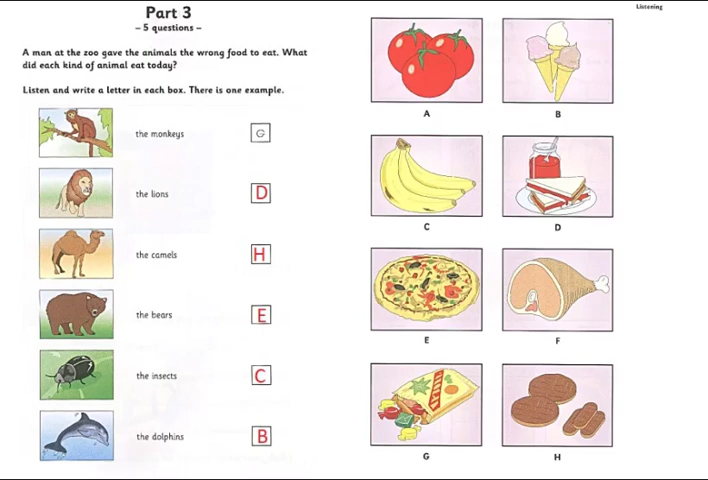 Listening
Part 3
– 5 questions –
A man at the zoo gave the animals the wrong food to eat. What
did each kind of animal eat today?
Listen and write a letter in each box. There is one example.
the monkeys G
the lions D
the camels H
the bears E
the insects C
the dolphins B
A B
C D
E F
G H